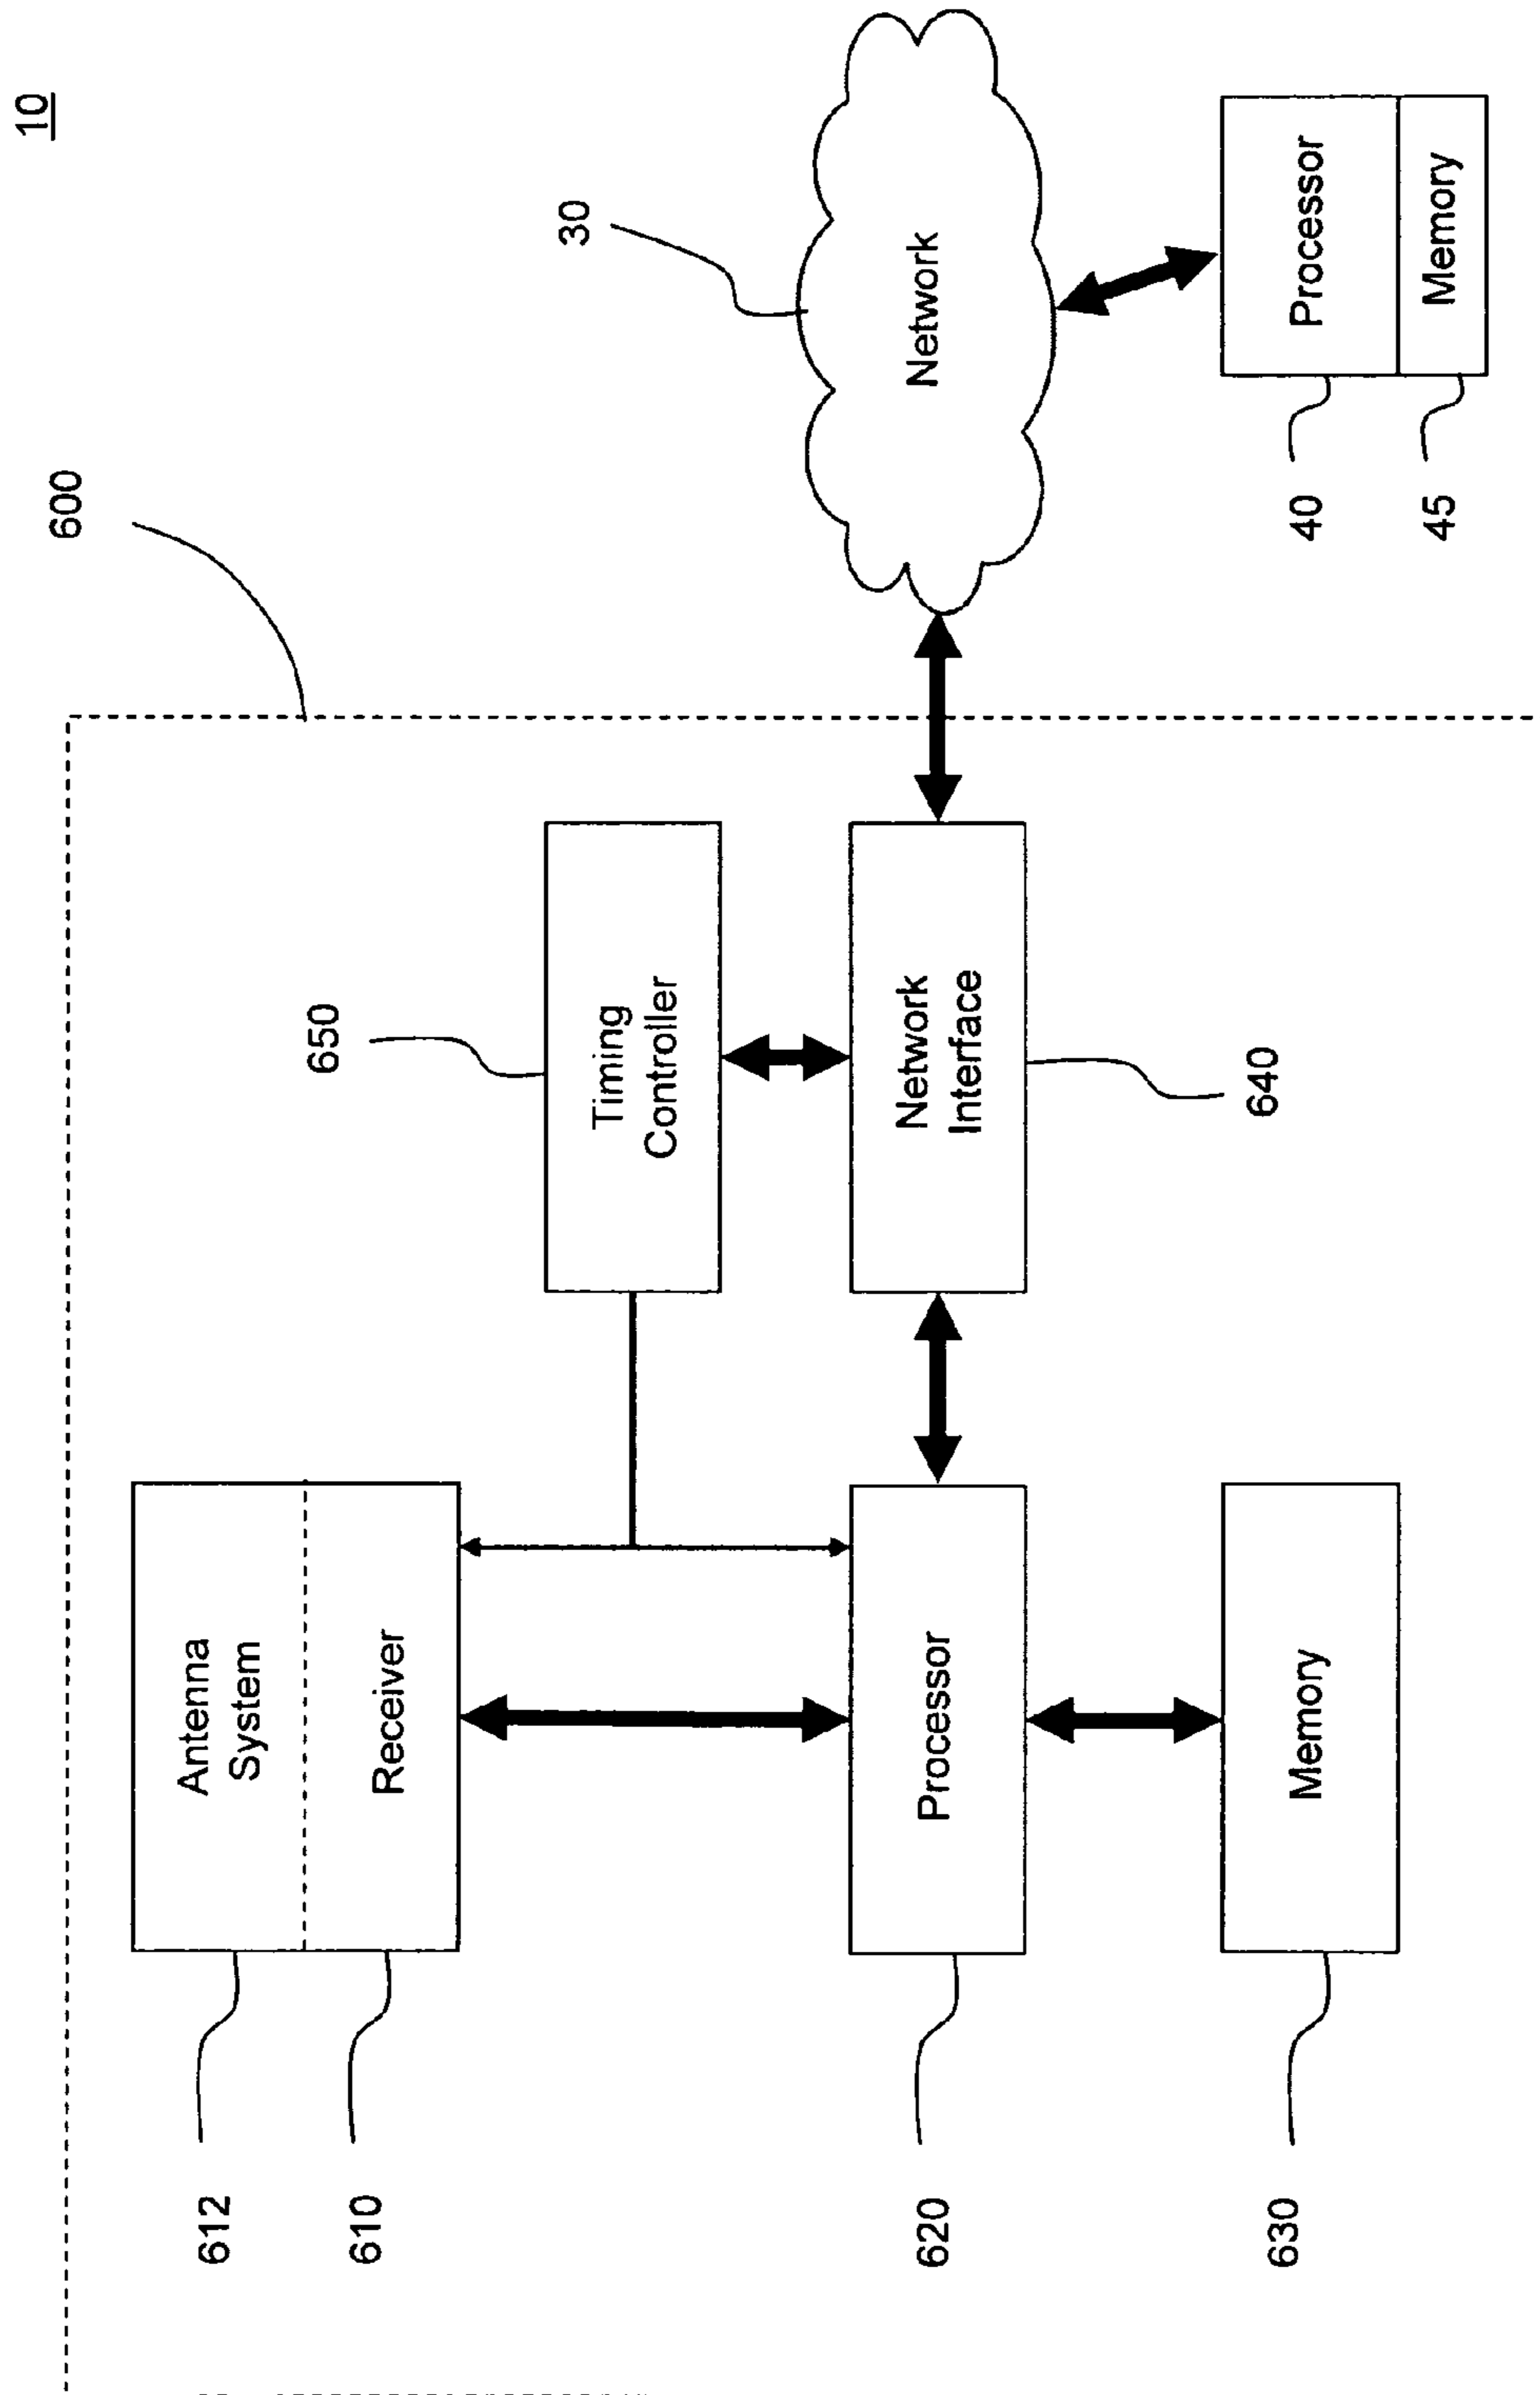 10
600
30
Network
Processor
Memory
40
45
650
Timing
Controller
Network
Interface
640
Antenna
System
Receiver
612
610
Processor
620
Memory
630